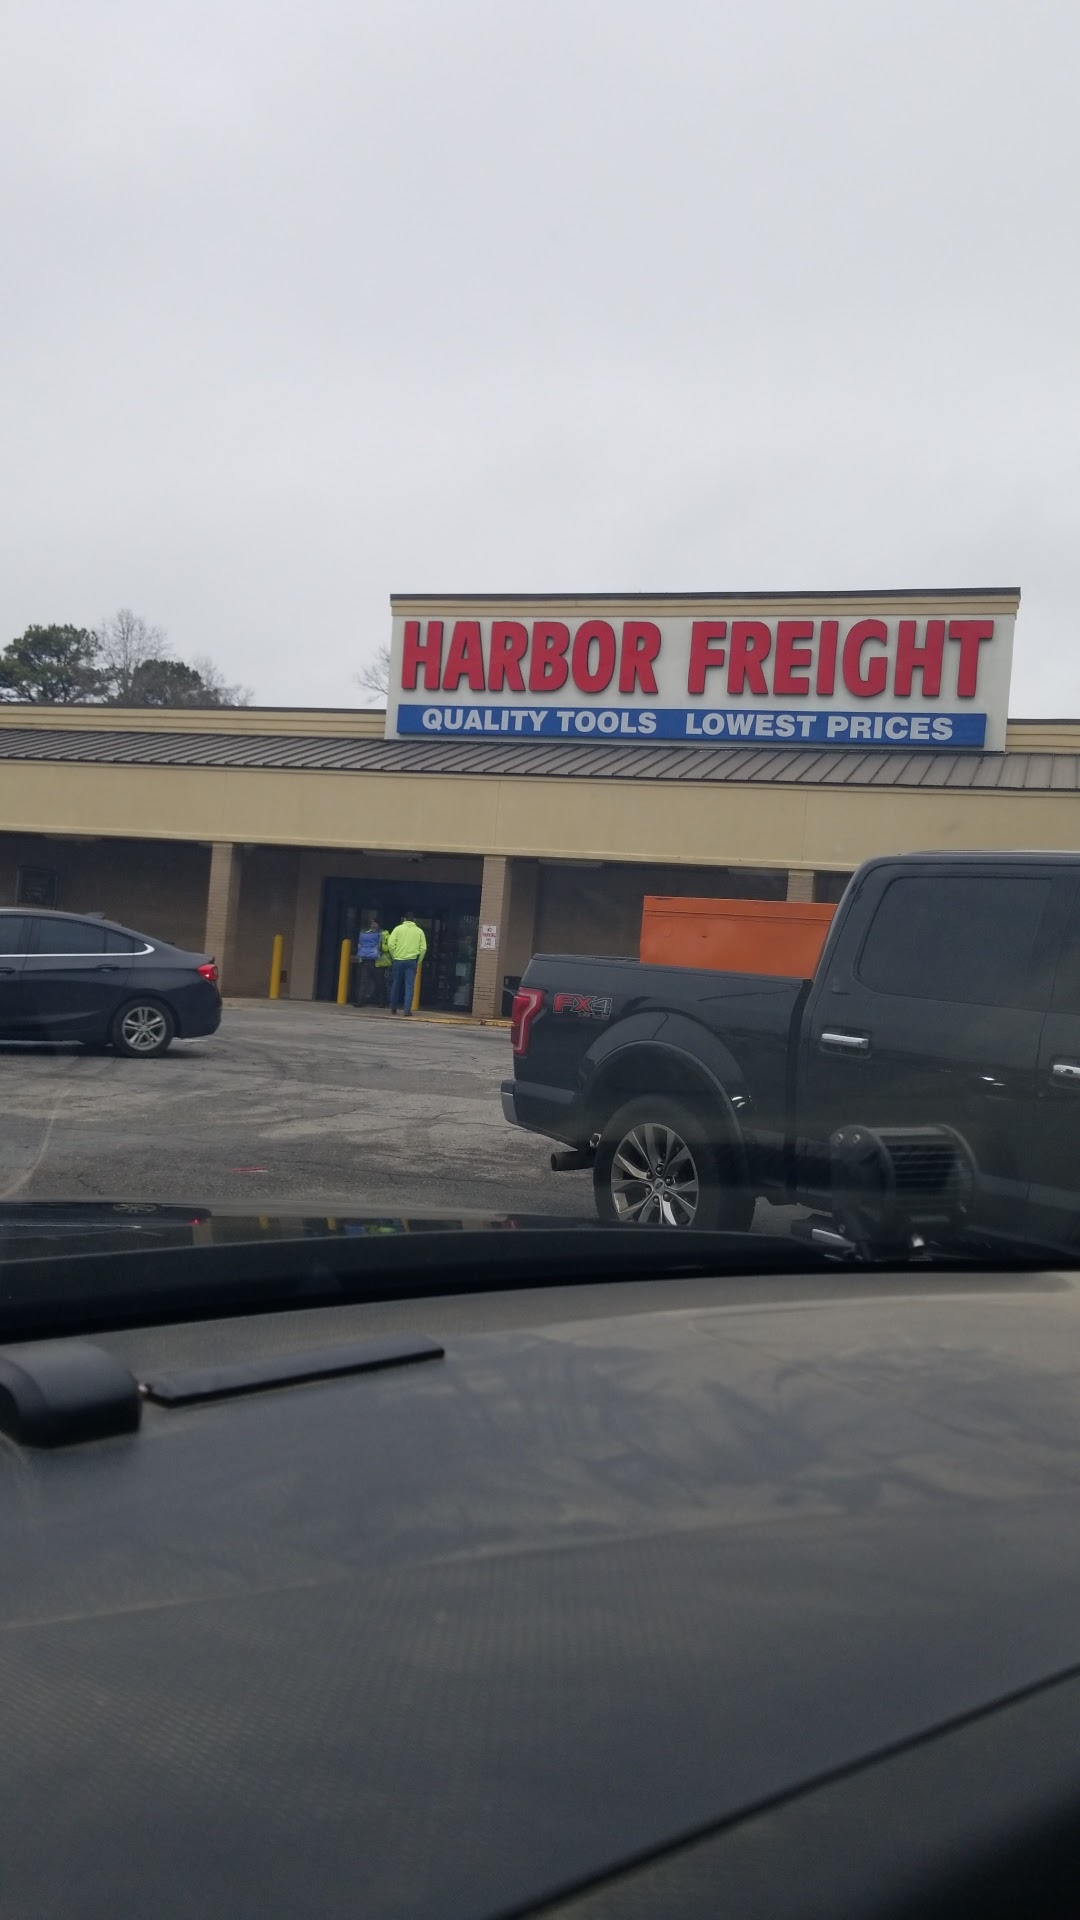 HARBOR FREIGHT
QUALITY TOOLS LOWEST PRICES
FX4